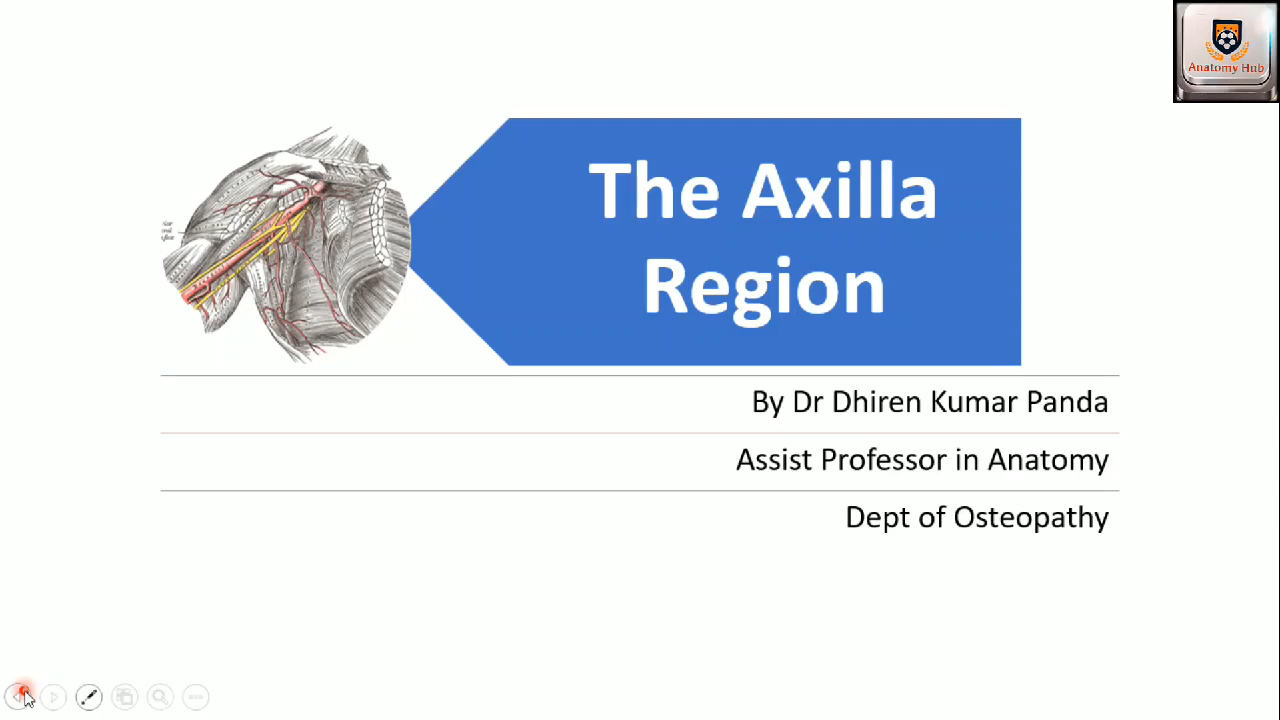 Anatomy Hub
The Axilla
Region
By Dr Dhiren Kumar Panda
Assist Professor in Anatomy
Dept of Osteopathy